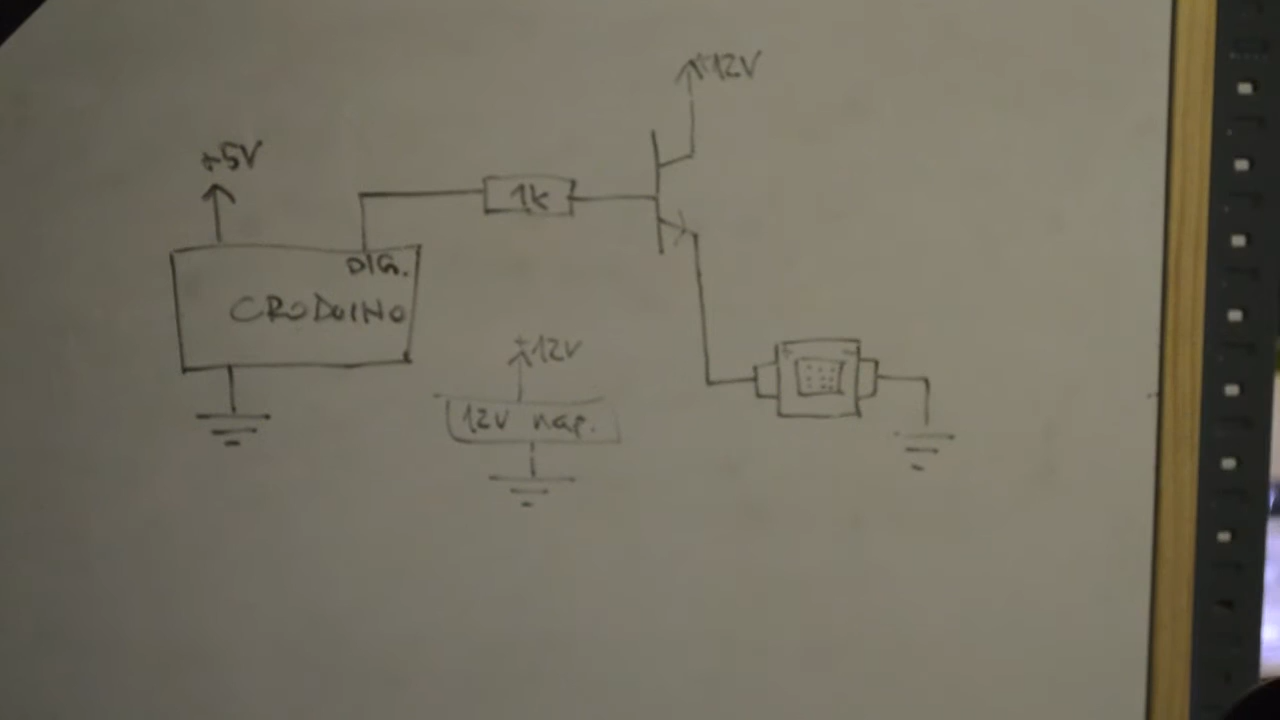 +12V
+5V
1k
DIG.
CRODUINO
+12V
12V nap.
+ -